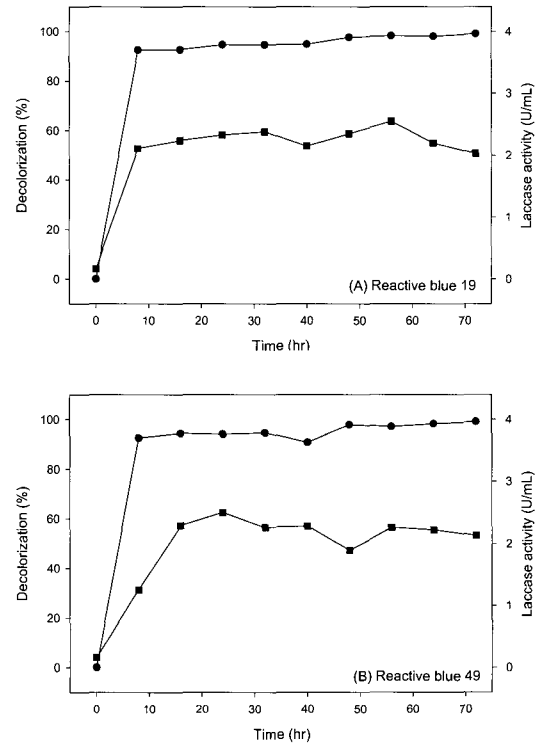 100
80
60
40
20
0
Decolorization (%)
4
3
2
1
0
Laccase activity (U/mL)
(A) Reactive blue 19
0 10 20 30 40 50 60 70
Time (hr)
100
80
60
40
20
0
Decolorization (%)
4
3
2
1
0
Laccase activity (U/mL)
(B) Reactive blue 49
0 10 20 30 40 50 60 70
Time (hr)